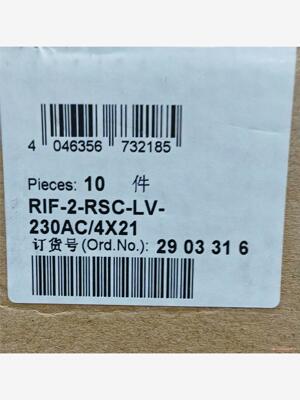 4 046356 732185
Pieces: 10 件
RIF-2-RSC-LV-
230AC/4X21
订货号(Ord.No.): 29 03 31 6